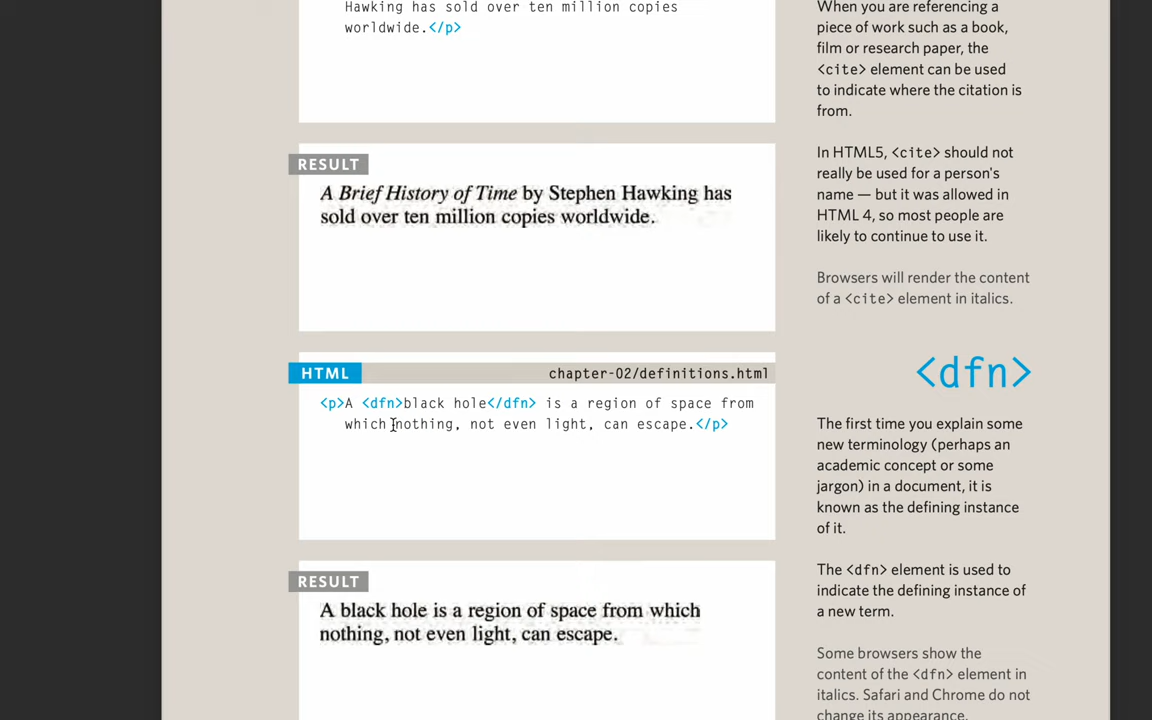 Hawking has sold over ten million copies
worldwide.</p>
RESULT
A Brief History of Time by Stephen Hawking has
sold over ten million copies worldwide.
HTML
chapter-02/definitions.html
<p>A <dfn>black hole</dfn> is a region of space from
which nothing, not even light, can escape.</p>
RESULT
A black hole is a region of space from which
nothing, not even light, can escape.
When you are referencing a
piece of work such as a book,
film or research paper, the
<cite> element can be used
to indicate where the citation is
from.
In HTML5, <cite> should not
really be used for a person's
name — but it was allowed in
HTML 4, so most people are
likely to continue to use it.
Browsers will render the content
of a <cite> element in italics.
<dfn>
The first time you explain some
new terminology (perhaps an
academic concept or some
jargon) in a document, it is
known as the defining instance
of it.
The <dfn> element is used to
indicate the defining instance of
a new term.
Some browsers show the
content of the <dfn> element in
italics. Safari and Chrome do not
change its appearance.